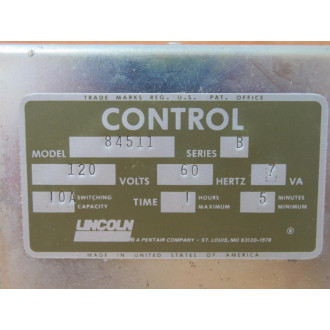 TRADE MARKS REG. U.S. PAT. OFFICE
CONTROL
MODEL 84511 SERIES B
120 VOLTS 60 HERTZ 7 VA
10A SWITCHING CAPACITY TIME 1 HOURS MAXIMUM 5 MINUTES MINIMUM
LINCOLN ®
A PENTAIR COMPANY - ST. LOUIS, MO 63120-1578
MADE IN UNITED STATES OF AMERICA